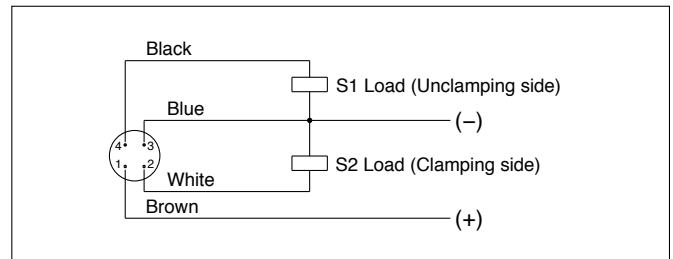 Black
S1 Load (Unclamping side)
Blue
(−)
4 3
1 2
S2 Load (Clamping side)
White
Brown
(+)